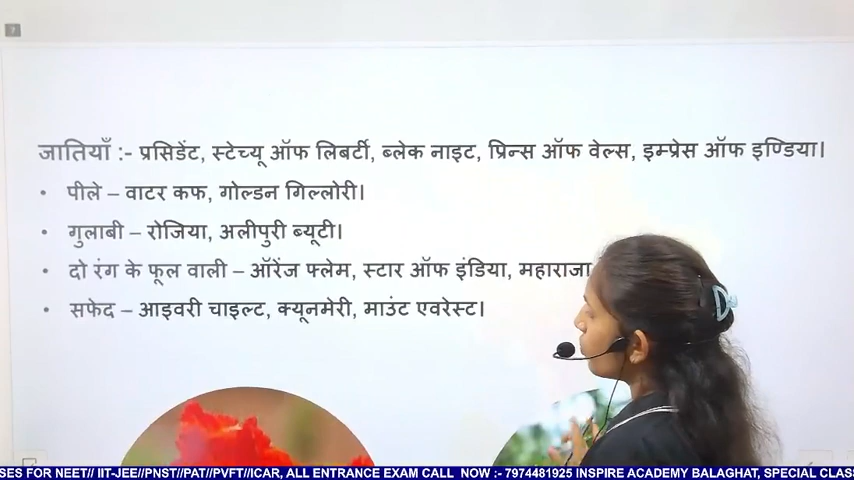 जातियाँ :- प्रसिडेंट, स्टेच्यू ऑफ लिबर्टी, ब्लेक नाइट, प्रिन्स ऑफ वेल्स, इम्प्रेस ऑफ इण्डिया।
• पीले – वाटर कफ, गोल्डन गिल्लोरी।
• गुलाबी – रोजिया, अलीपुरी ब्यूटी।
• दो रंग के फूल वाली – ऑरेंज फ्लेम, स्टार ऑफ इंडिया, महाराजा
• सफेद – आइवरी चाइल्ट, क्यूनमेरी, माउंट एवरेस्ट।
SES FOR NEET// IIT-JEE//PNST//PAT//PVFT//ICAR, ALL ENTRANCE EXAM CALL NOW :- 7974481925 INSPIRE ACADEMY BALAGHAT, SPECIAL CLAS